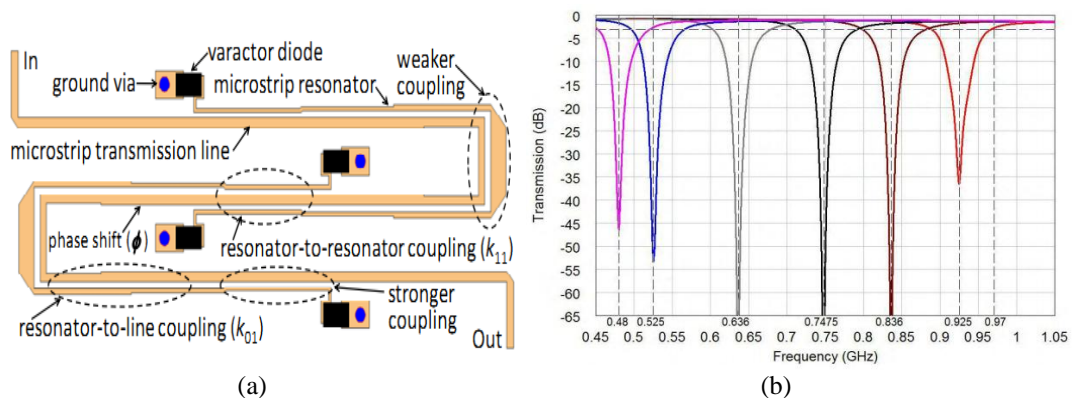 In
varactor diode
ground via
microstrip resonator
weaker
coupling
microstrip transmission line
phase shift (ϕ)
resonator-to-resonator coupling (k11)
stronger
coupling
resonator-to-line coupling (k01)
Out
(a)
0
-5
-10
-15
-20
-25
-30
-35
-40
-45
-50
-55
-60
-65
Transmission (dB)
0.48 0.525 0.636 0.7475 0.836 0.925 0.97
0.45 0.5 0.55 0.6 0.65 0.7 0.75 0.8 0.85 0.9 0.95 1 1.05
Frequency (GHz)
(b)